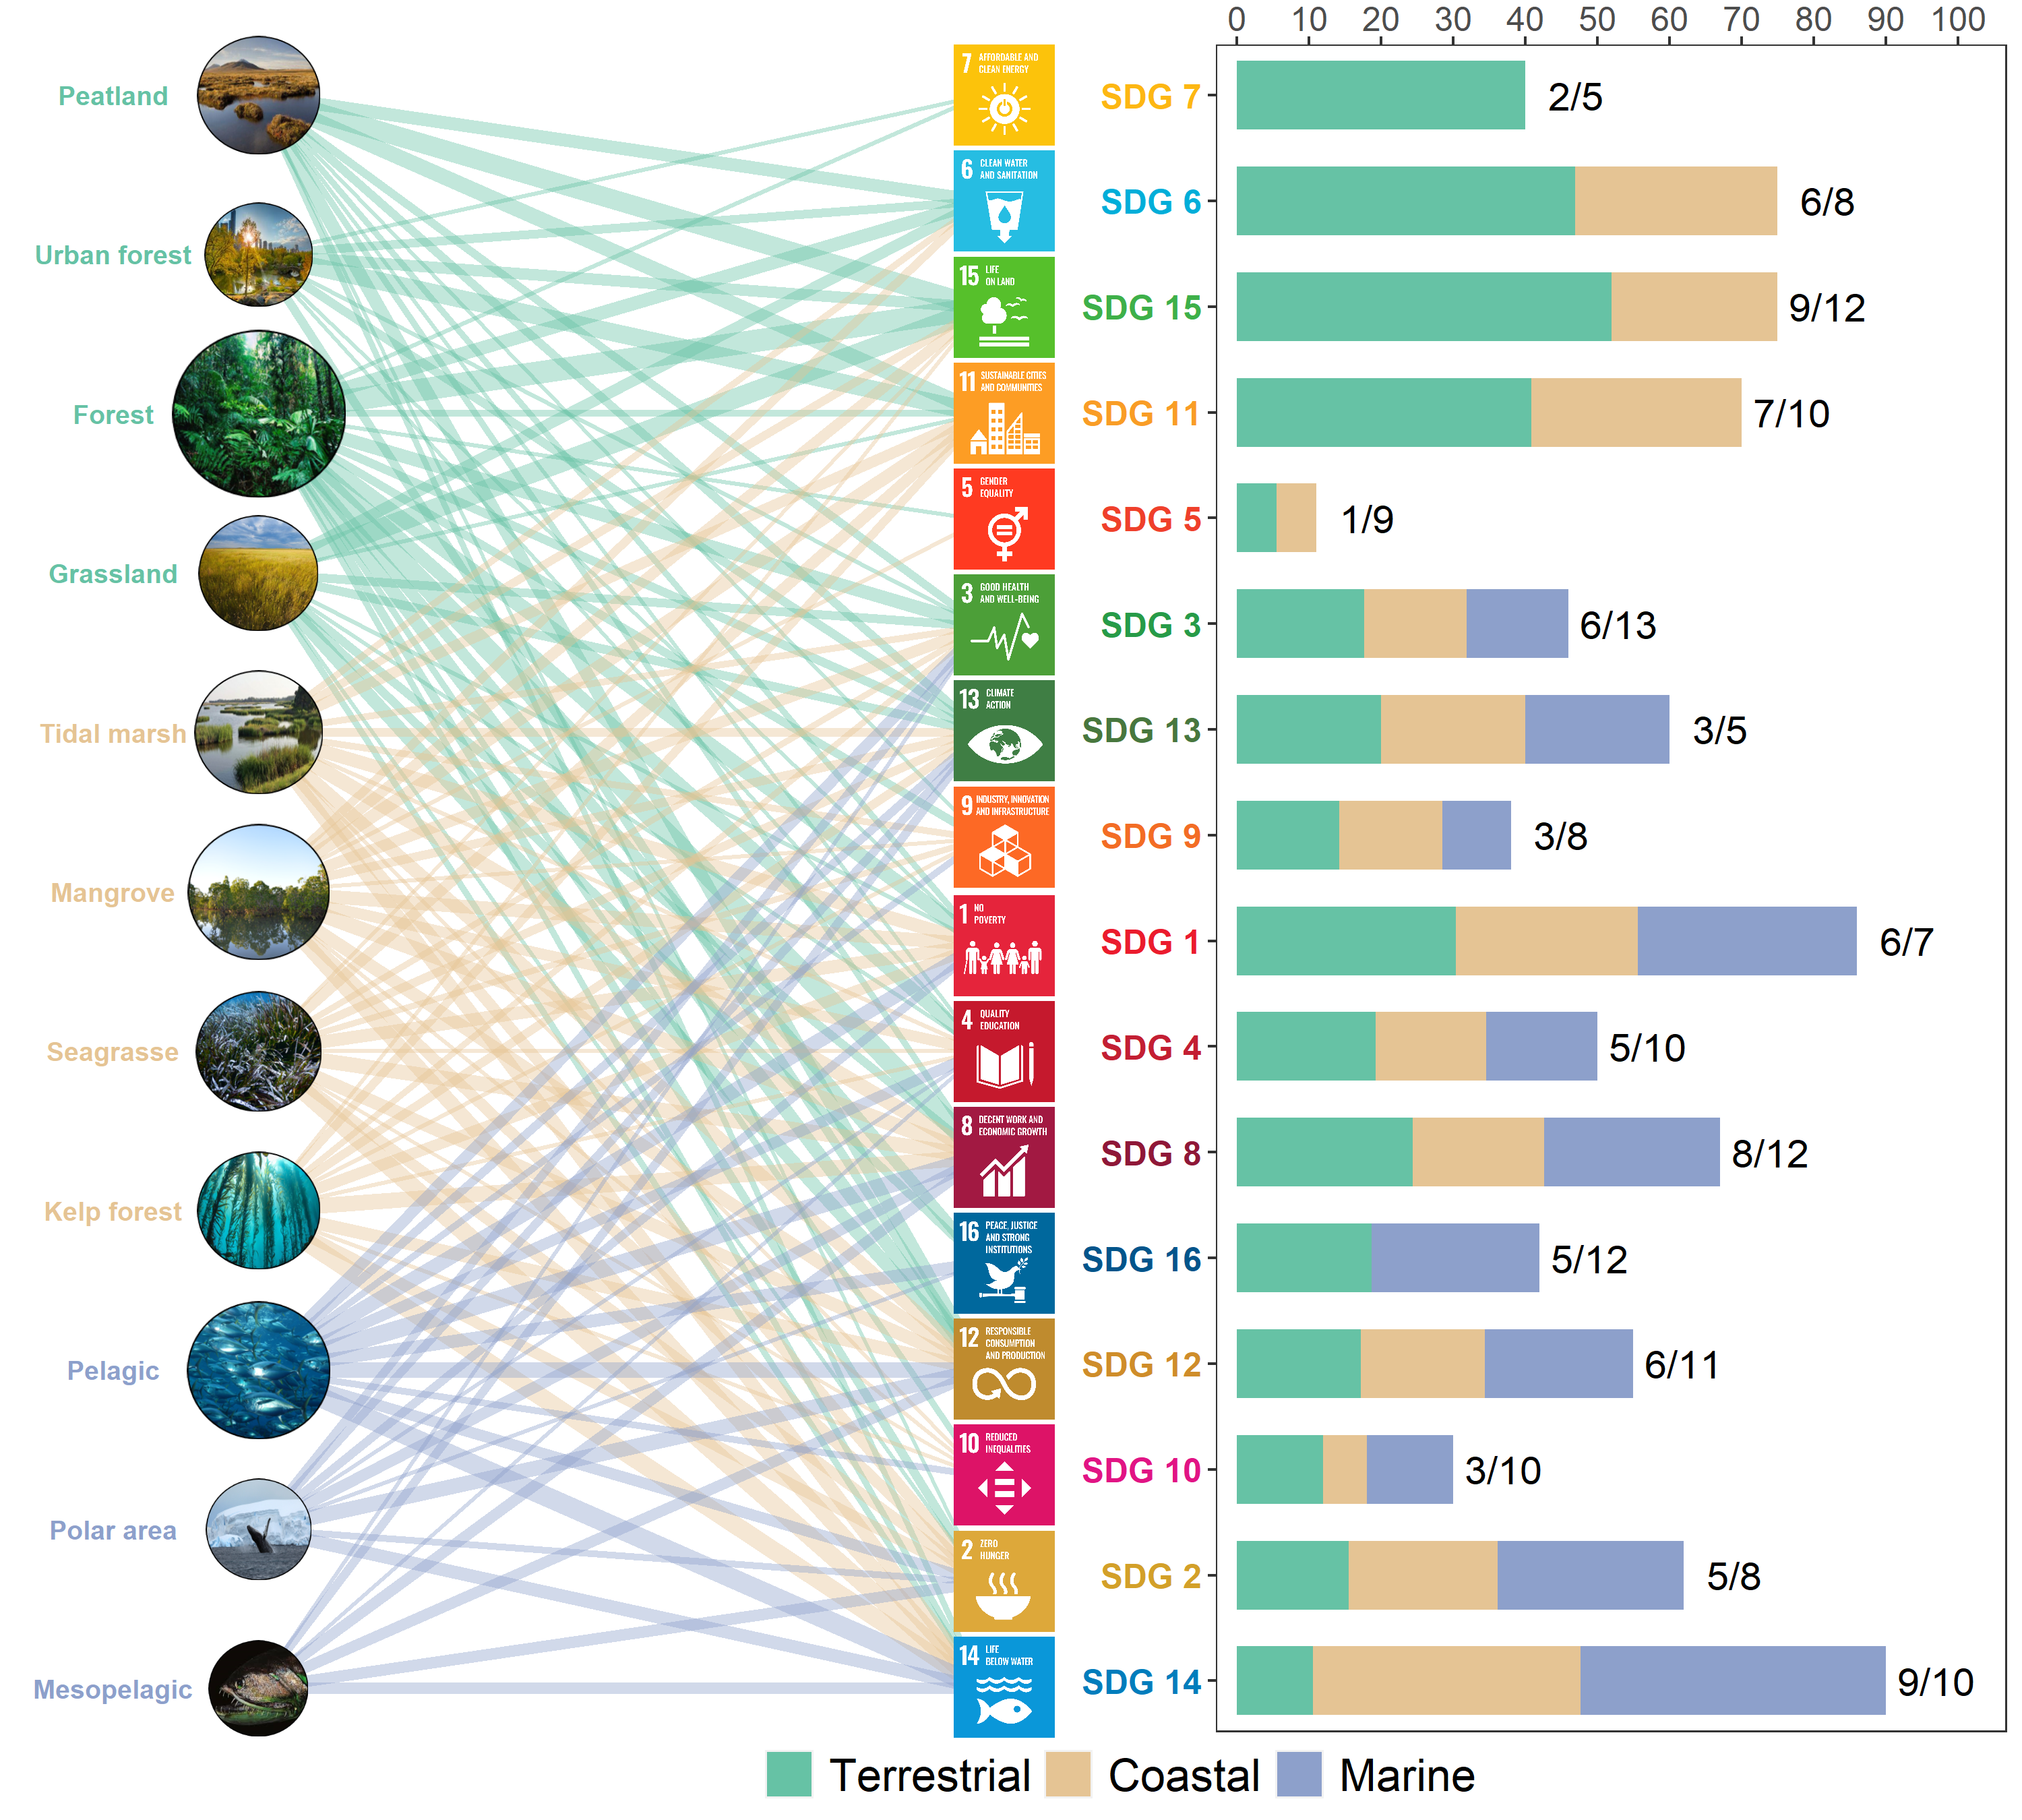 0 10 20 30 40 50 60 70 80 90 100
Peatland
Urban forest
Forest
Grassland
Tidal marsh
Mangrove
Seagrasse
Kelp forest
Pelagic
Polar area
Mesopelagic
7 AFFORDABLE AND
CLEAN ENERGY
6 CLEAN WATER
AND SANITATION
15 LIFE
ON LAND
11 SUSTAINABLE CITIES
AND COMMUNITIES
5 GENDER
EQUALITY
3 GOOD HEALTH
AND WELL-BEING
13 CLIMATE
ACTION
9 INDUSTRY, INNOVATION
AND INFRASTRUCTURE
1 NO
POVERTY
4 QUALITY
EDUCATION
8 DECENT WORK AND
ECONOMIC GROWTH
16 PEACE, JUSTICE
AND STRONG
INSTITUTIONS
12 RESPONSIBLE
CONSUMPTION
AND PRODUCTION
10 REDUCED
INEQUALITIES
2 ZERO
HUNGER
14 LIFE
BELOW WATER
SDG 7 2/5
SDG 6 6/8
SDG 15 9/12
SDG 11 7/10
SDG 5 1/9
SDG 3 6/13
SDG 13 3/5
SDG 9 3/8
SDG 1 6/7
SDG 4 5/10
SDG 8 8/12
SDG 16 5/12
SDG 12 6/11
SDG 10 3/10
SDG 2 5/8
SDG 14 9/10
Terrestrial Coastal Marine